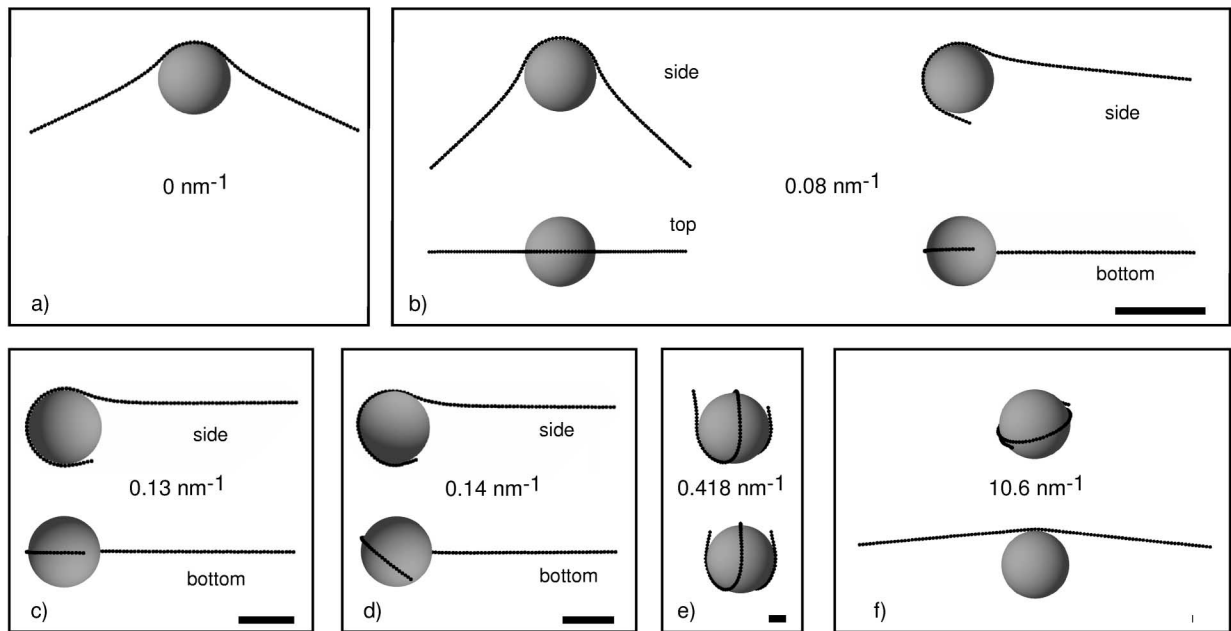 0 nm-1
a)
side
side
0.08 nm-1
top
bottom
b)
side
0.13 nm-1
bottom
c)
side
0.14 nm-1
bottom
d)
0.418 nm-1
e)
10.6 nm-1
f)